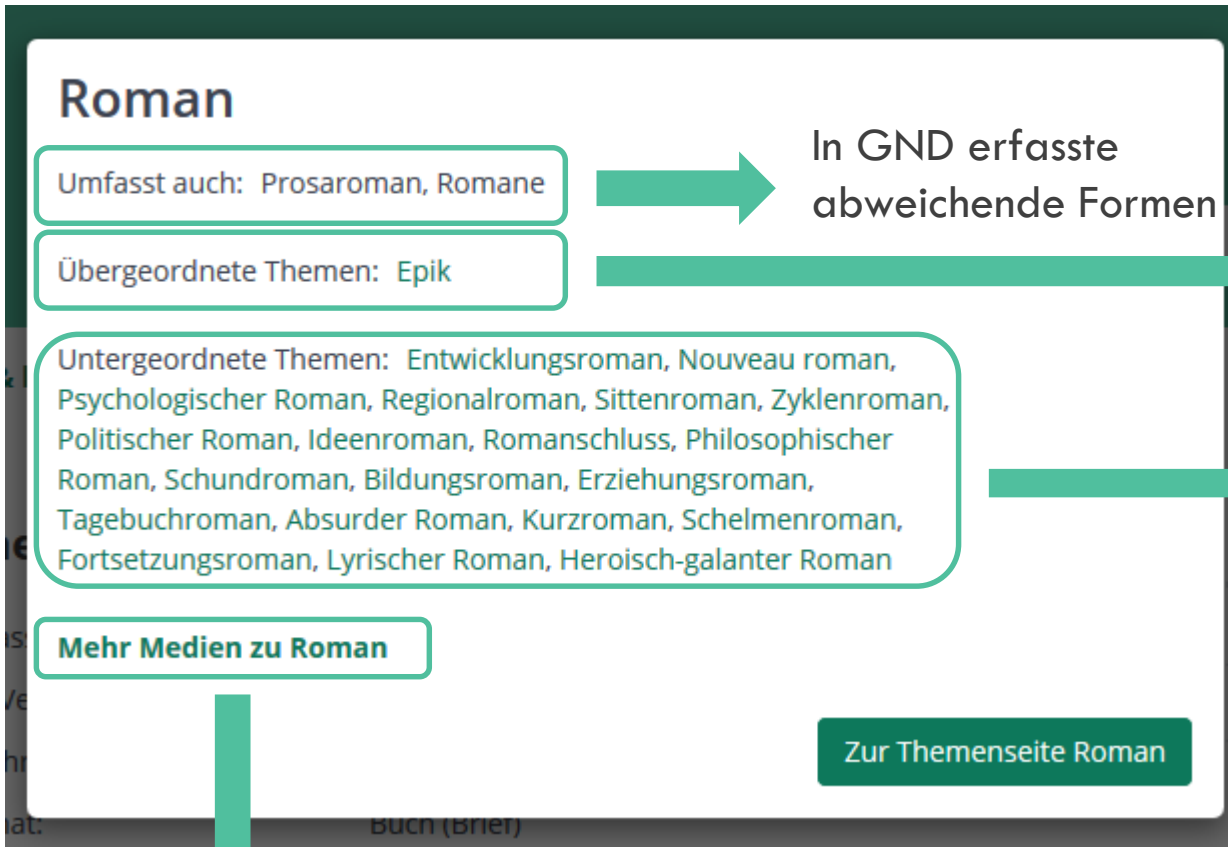 Roman
Umfasst auch: Prosaroman, Romane
In GND erfasste
abweichende Formen
Übergeordnete Themen: Epik
Untergeordnete Themen: Entwicklungsroman, Nouveau roman,
Psychologischer Roman, Regionalroman, Sittenroman, Zyklenroman,
Politischer Roman, Ideenroman, Romanschluss, Philosophischer
Roman, Schundroman, Bildungsroman, Erziehungsroman,
Tagebuchroman, Absurder Roman, Kurzroman, Schelmenroman,
Fortsetzungsroman, Lyrischer Roman, Heroisch-galanter Roman
Mehr Medien zu Roman
Zur Themenseite Roman
Buch (Brief)